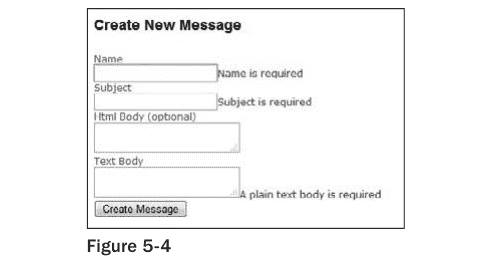 Create New Message
Name
Name is required
Subject
Subject is required
Html Body (optional)
Text Body
A plain text body is required
Create Message
Figure 5-4